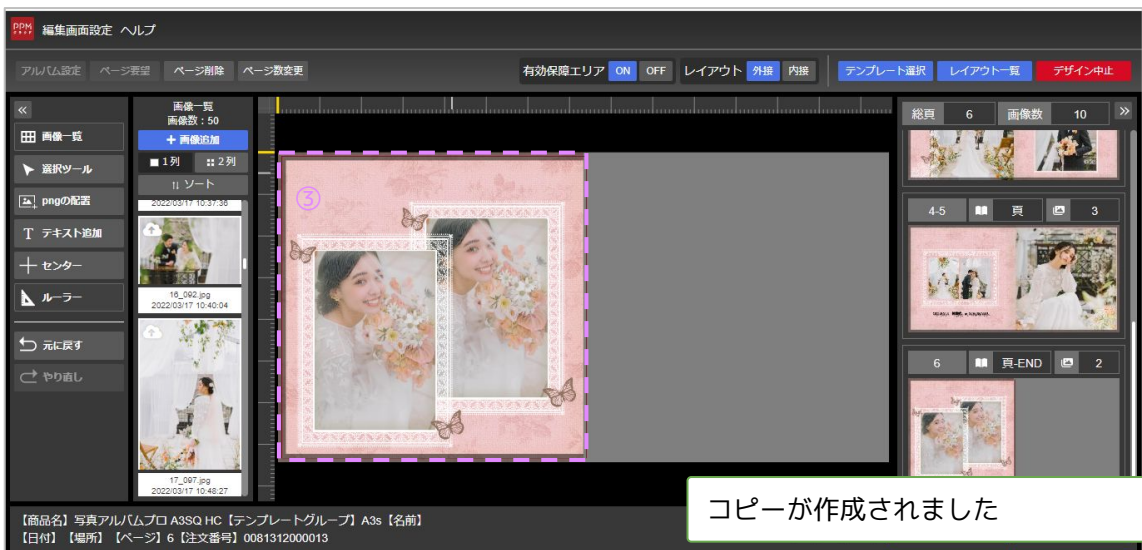 PPM 編集画面設定 ヘルプ
アルバム設定 ページ要望 ページ削除 ページ数変更 有効保障エリア ON OFF レイアウト 外接 内接 テンプレート選択 レイアウト一覧 デザイン中止
«
画像一覧
選択ツール
pngの配置
T テキスト追加
センター
ルーラー
元に戻す
やり直し
画像一覧
画像数：50
+ 画像追加
1列 2列
ソート
2022/03/17 10:37:36
16_092.jpg
2022/03/17 10:40:04
17_097.jpg
2022/03/17 10:48:27
③
総頁 6 画像数 10 »
4-5 頁 3
6 頁-END 2
【商品名】写真アルバムプロ A3SQ HC【テンプレートグループ】A3s【名前】
【日付】【場所】【ページ】6【注文番号】0081312000013
コピーが作成されました